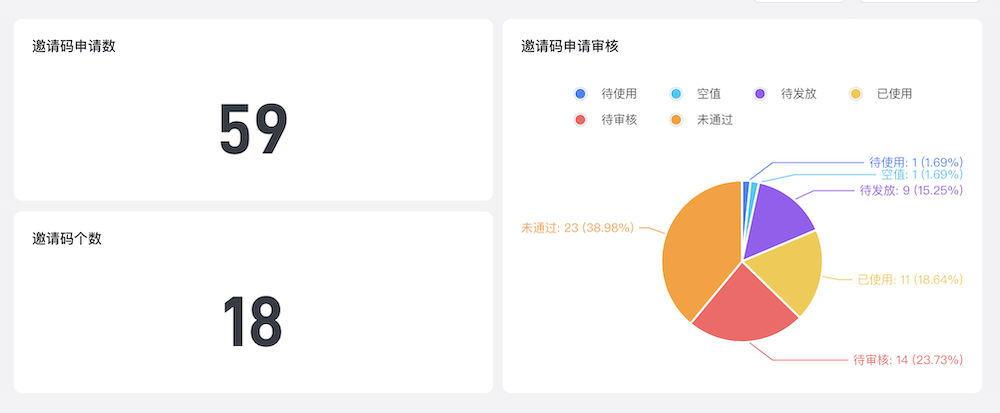 邀请码申请数
59
邀请码个数
18
邀请码申请审核
待使用 空值 待发放 已使用
待审核 未通过
待使用: 1 (1.69%)
空值: 1 (1.69%)
待发放: 9 (15.25%)
未通过: 23 (38.98%)
已使用: 11 (18.64%)
待审核: 14 (23.73%)